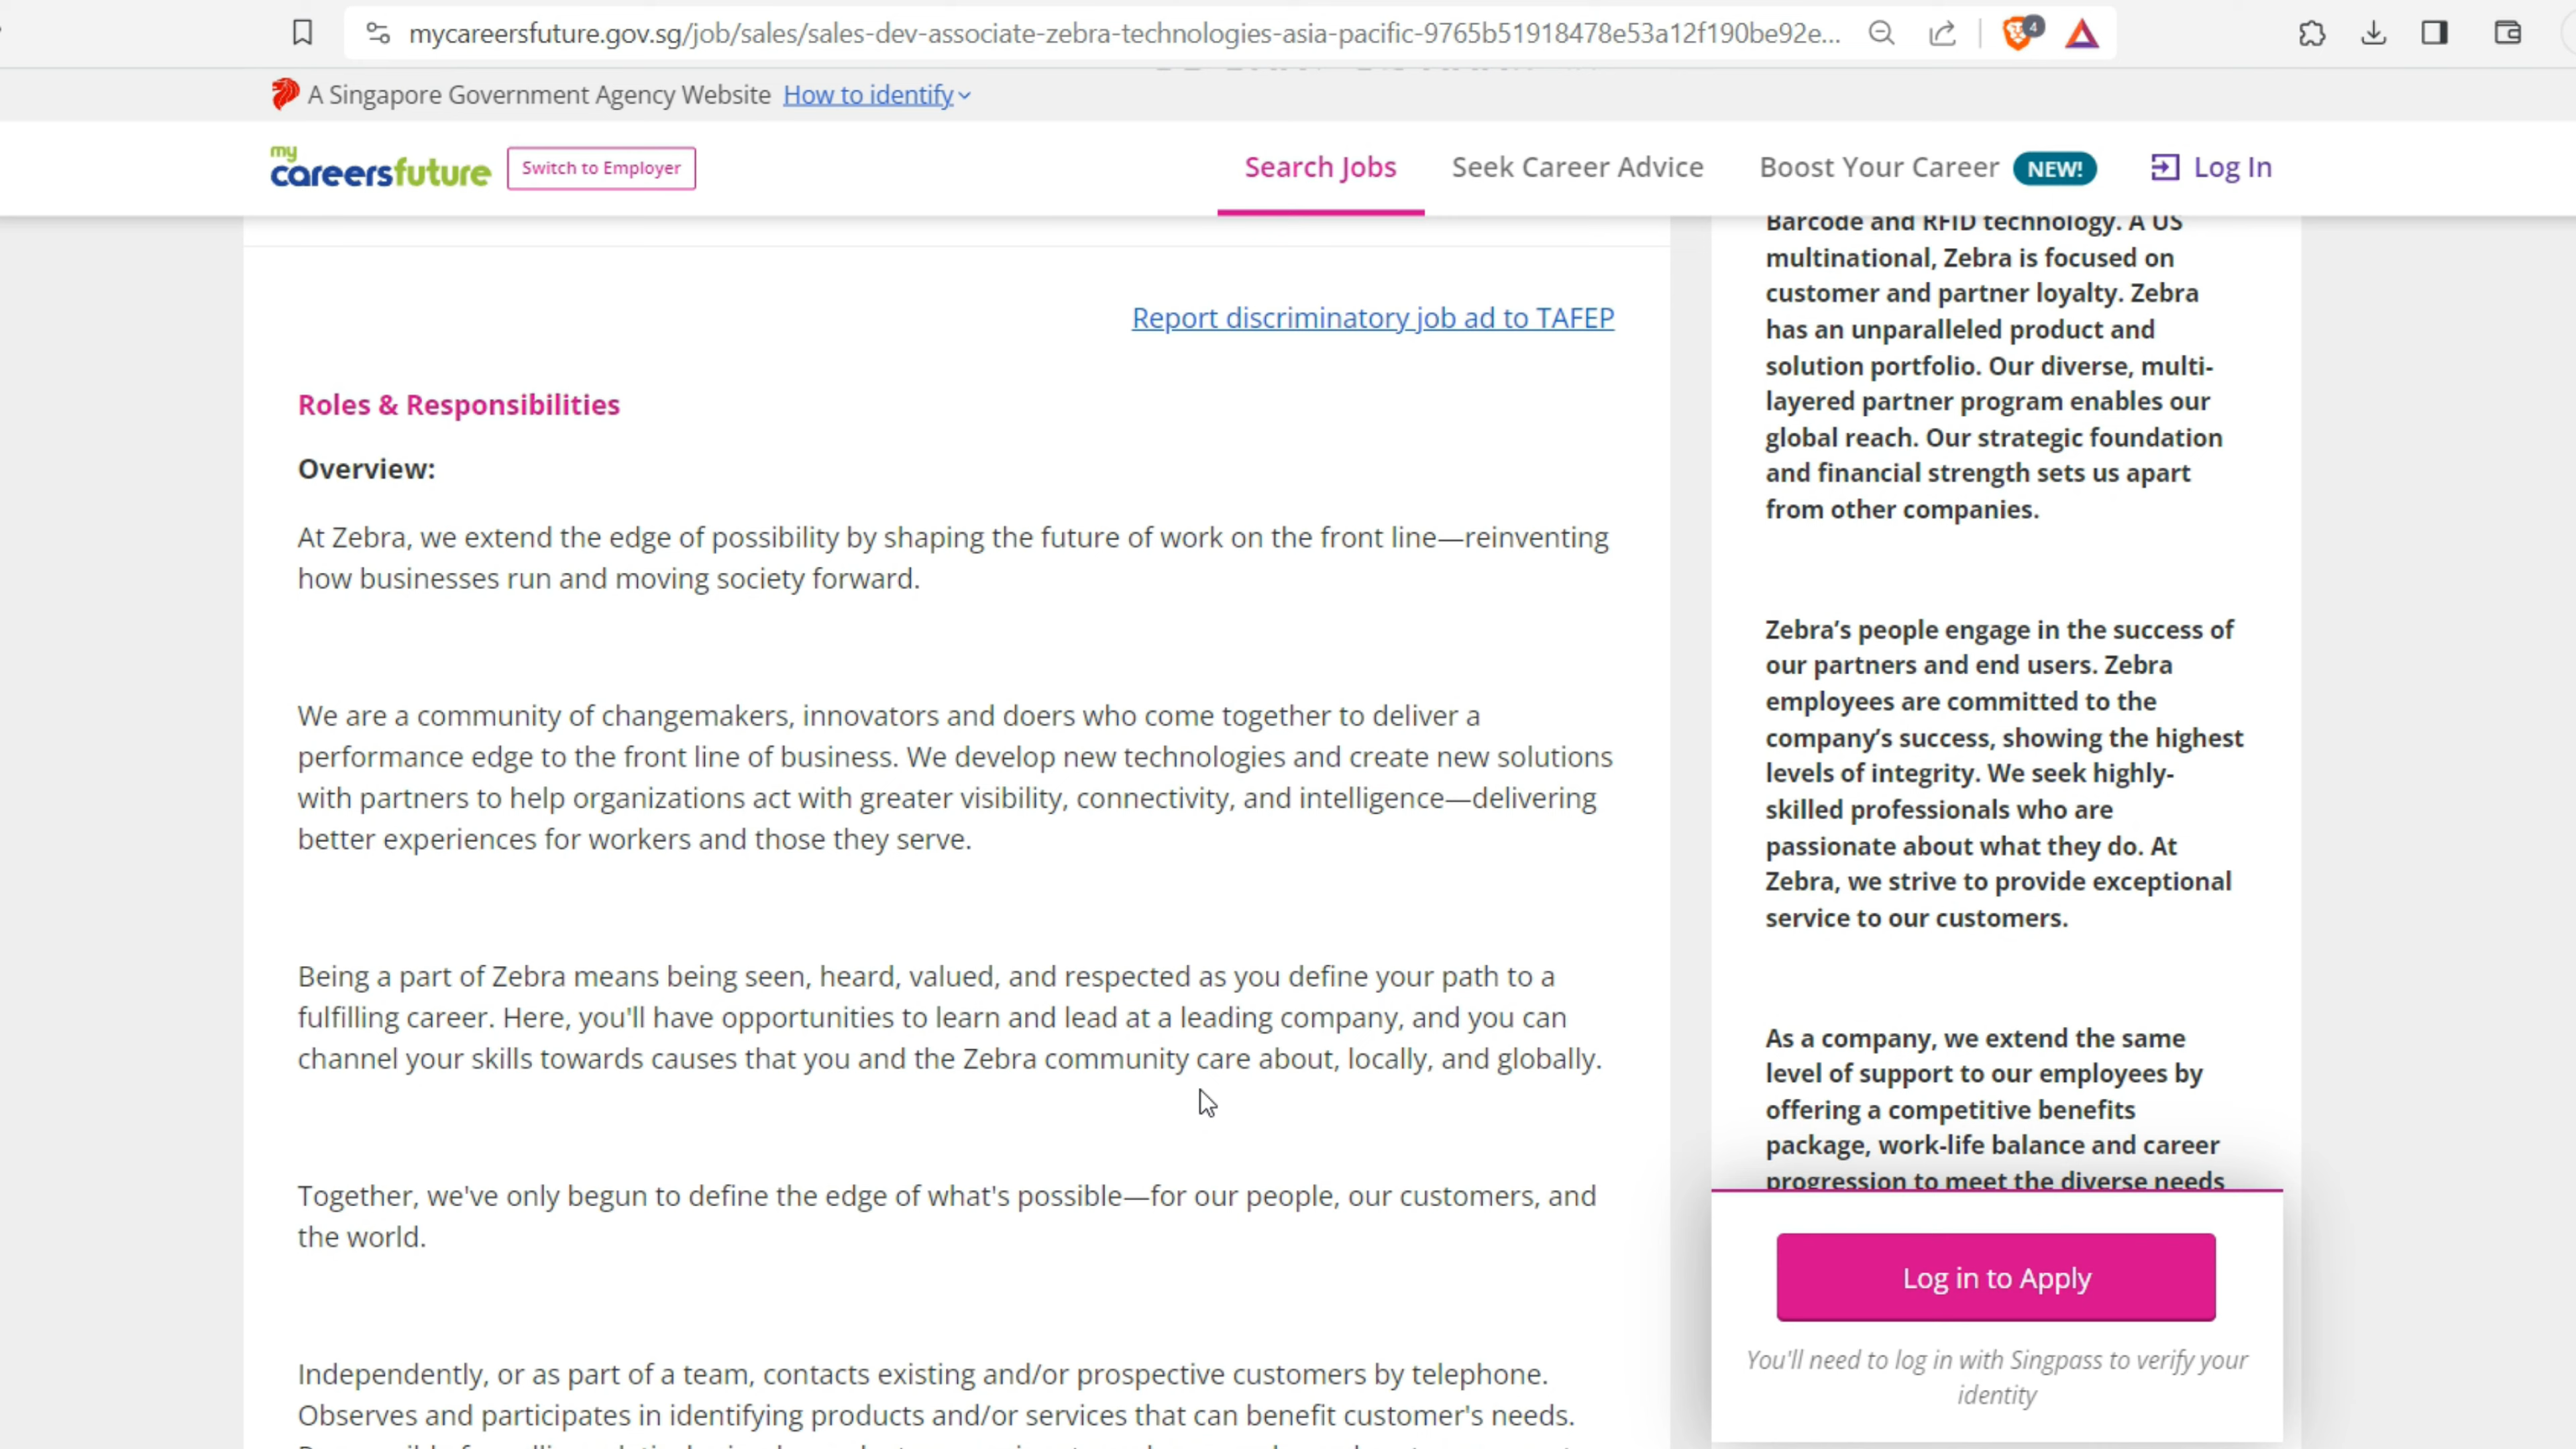 mycareersfuture.gov.sg/job/sales/sales-dev-associate-zebra-technologies-asia-pacific-9765b51918478e53a12f190be92e...
4
A Singapore Government Agency Website How to identify
my careersfuture
Switch to Employer
Search Jobs
Seek Career Advice
Boost Your Career NEW!
Log In
Report discriminatory job ad to TAFEP
Roles & Responsibilities
Overview:
At Zebra, we extend the edge of possibility by shaping the future of work on the front line—reinventing
how businesses run and moving society forward.
We are a community of changemakers, innovators and doers who come together to deliver a
performance edge to the front line of business. We develop new technologies and create new solutions
with partners to help organizations act with greater visibility, connectivity, and intelligence—delivering
better experiences for workers and those they serve.
Being a part of Zebra means being seen, heard, valued, and respected as you define your path to a
fulfilling career. Here, you'll have opportunities to learn and lead at a leading company, and you can
channel your skills towards causes that you and the Zebra community care about, locally, and globally.
Together, we've only begun to define the edge of what's possible—for our people, our customers, and
the world.
Independently, or as part of a team, contacts existing and/or prospective customers by telephone.
Observes and participates in identifying products and/or services that can benefit customer's needs.
Barcode and RFID technology. A US
multinational, Zebra is focused on
customer and partner loyalty. Zebra
has an unparalleled product and
solution portfolio. Our diverse, multi-
layered partner program enables our
global reach. Our strategic foundation
and financial strength sets us apart
from other companies.
Zebra’s people engage in the success of
our partners and end users. Zebra
employees are committed to the
company’s success, showing the highest
levels of integrity. We seek highly-
skilled professionals who are
passionate about what they do. At
Zebra, we strive to provide exceptional
service to our customers.
As a company, we extend the same
level of support to our employees by
offering a competitive benefits
package, work-life balance and career
progression to meet the diverse needs
Log in to Apply
You'll need to log in with Singpass to verify your
identity